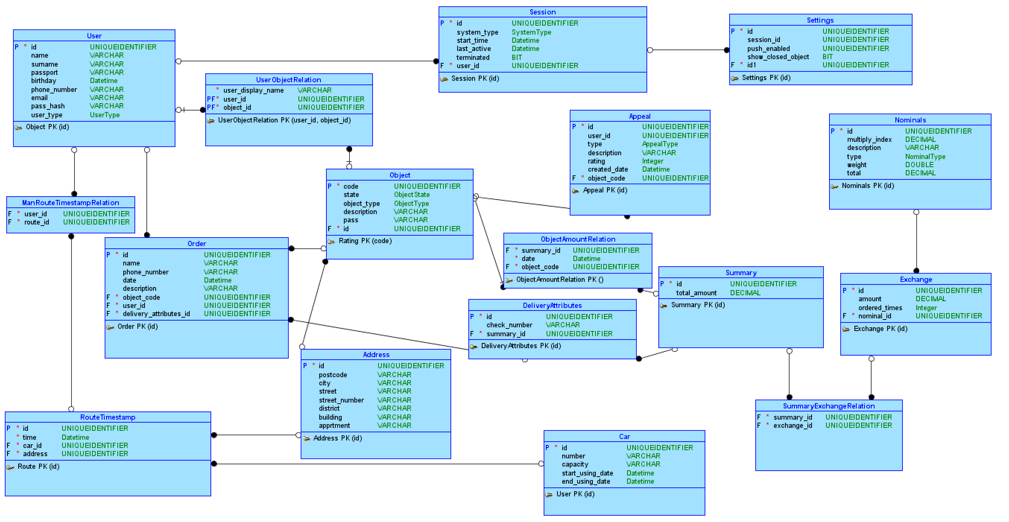 User
P * id UNIQUEIDENTIFIER
name VARCHAR
surname VARCHAR
passport VARCHAR
birthday Datetime
phone_number VARCHAR
email VARCHAR
pass_hash VARCHAR
user_type UserType
Object PK (id)
Session
P * id UNIQUEIDENTIFIER
system_type SystemType
start_time Datetime
last_active Datetime
terminated BIT
F * user_id UNIQUEIDENTIFIER
Session PK (id)
Settings
P * id UNIQUEIDENTIFIER
session_id UNIQUEIDENTIFIER
push_enabled UNIQUEIDENTIFIER
show_closed_object BIT
F * id1 UNIQUEIDENTIFIER
Settings PK (id)
UserObjectRelation
* user_display_name VARCHAR
PF* user_id UNIQUEIDENTIFIER
PF* object_id UNIQUEIDENTIFIER
UserObjectRelation PK (user_id, object_id)
Appeal
P * id UNIQUEIDENTIFIER
user_id UNIQUEIDENTIFIER
type AppealType
description VARCHAR
rating Integer
created_date Datetime
F * object_code UNIQUEIDENTIFIER
Appeal PK (id)
Nominals
P * id UNIQUEIDENTIFIER
multiply_index DECIMAL
description VARCHAR
type NominalType
weight DOUBLE
total DECIMAL
Nominals PK (id)
Object
P * code UNIQUEIDENTIFIER
state ObjectState
object_type ObjectType
description VARCHAR
pass VARCHAR
F * id UNIQUEIDENTIFIER
Rating PK (code)
ManRouteTimestampRelation
F * user_id UNIQUEIDENTIFIER
F * route_id UNIQUEIDENTIFIER
Order
P * id UNIQUEIDENTIFIER
name VARCHAR
phone_number VARCHAR
date Datetime
description VARCHAR
F * object_code UNIQUEIDENTIFIER
F * user_id UNIQUEIDENTIFIER
F * delivery_attributes_id UNIQUEIDENTIFIER
Order PK (id)
ObjectAmountRelation
F * summary_id UNIQUEIDENTIFIER
* date Datetime
F * object_code UNIQUEIDENTIFIER
ObjectAmountRelation PK ()
Summary
P * id UNIQUEIDENTIFIER
total_amount DECIMAL
Summary PK (id)
Exchange
P * id UNIQUEIDENTIFIER
amount DECIMAL
ordered_times Integer
F * nominal_id UNIQUEIDENTIFIER
Exchange PK (id)
DeliveryAttributes
P * id UNIQUEIDENTIFIER
check_number VARCHAR
F * summary_id UNIQUEIDENTIFIER
DeliveryAttributes PK (id)
Address
P * id UNIQUEIDENTIFIER
postcode VARCHAR
city VARCHAR
street VARCHAR
street_number VARCHAR
district VARCHAR
building VARCHAR
apprtment VARCHAR
Address PK (id)
SummaryExchangeRelation
F * summary_id UNIQUEIDENTIFIER
F * exchange_id UNIQUEIDENTIFIER
RouteTimestamp
P * id UNIQUEIDENTIFIER
* time Datetime
F * car_id UNIQUEIDENTIFIER
F * address UNIQUEIDENTIFIER
Route PK (id)
Car
P * id UNIQUEIDENTIFIER
number VARCHAR
capacity VARCHAR
start_using_date Datetime
end_using_date Datetime
User PK (id)